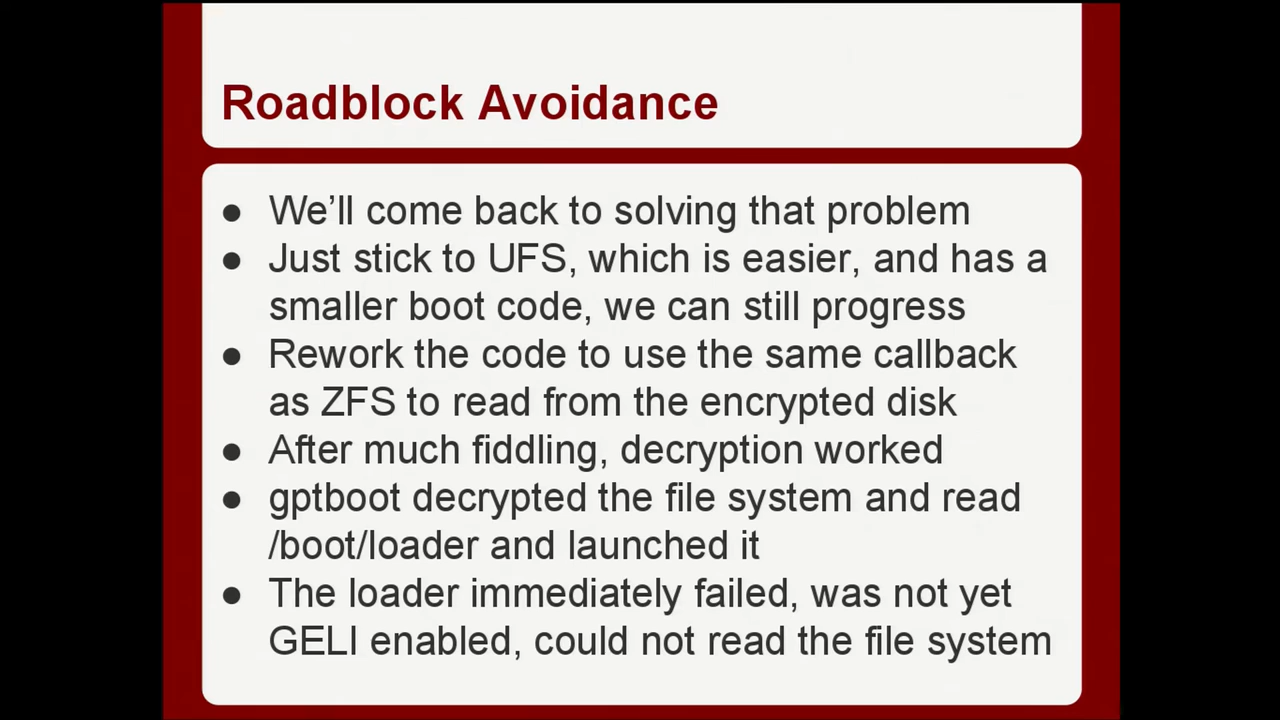 Roadblock Avoidance
● We'll come back to solving that problem
● Just stick to UFS, which is easier, and has a
smaller boot code, we can still progress
● Rework the code to use the same callback
as ZFS to read from the encrypted disk
● After much fiddling, decryption worked
● gptboot decrypted the file system and read
/boot/loader and launched it
● The loader immediately failed, was not yet
GELI enabled, could not read the file system